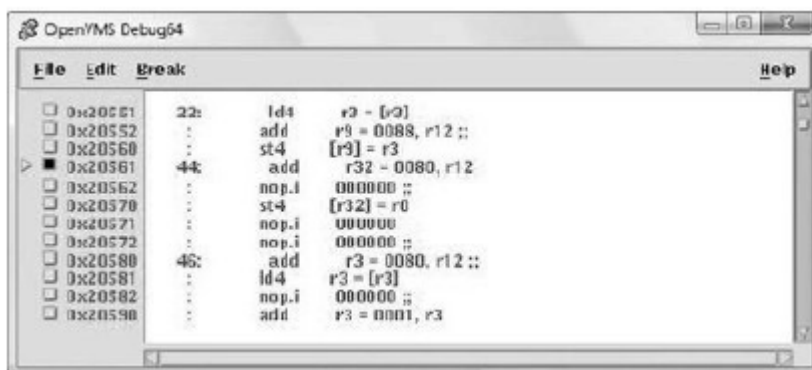 OpenVMS Debug64
File Edit Break Help
0x20551 22: ld4 r9 = [r9]
0x20552 : add r9 = 0088, r12 ;;
0x20560 : st4 [r9] = r3
0x20561 44: add r32 = 0080, r12
0x20562 : nop.i 000000 ;;
0x20570 : st4 [r32] = r0
0x20571 : nop.i 000000
0x20572 : nop.i 000000 ;;
0x20580 46: add r3 = 0080, r12 ;;
0x20581 : ld4 r3 = [r3]
0x20582 : nop.i 000000 ;;
0x20590 : add r3 = 0001, r3